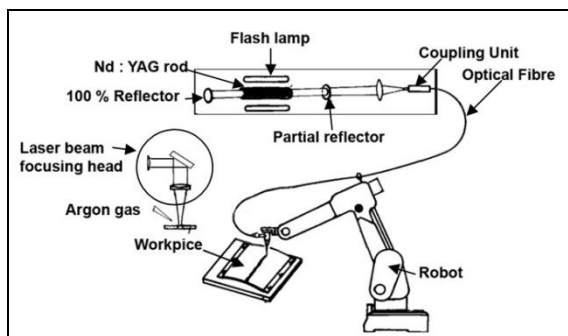 Flash lamp
Coupling Unit
Nd : YAG rod
Optical Fibre
100 % Reflector
Partial reflector
Laser beam
focusing head
Argon gas
Workpice
Robot